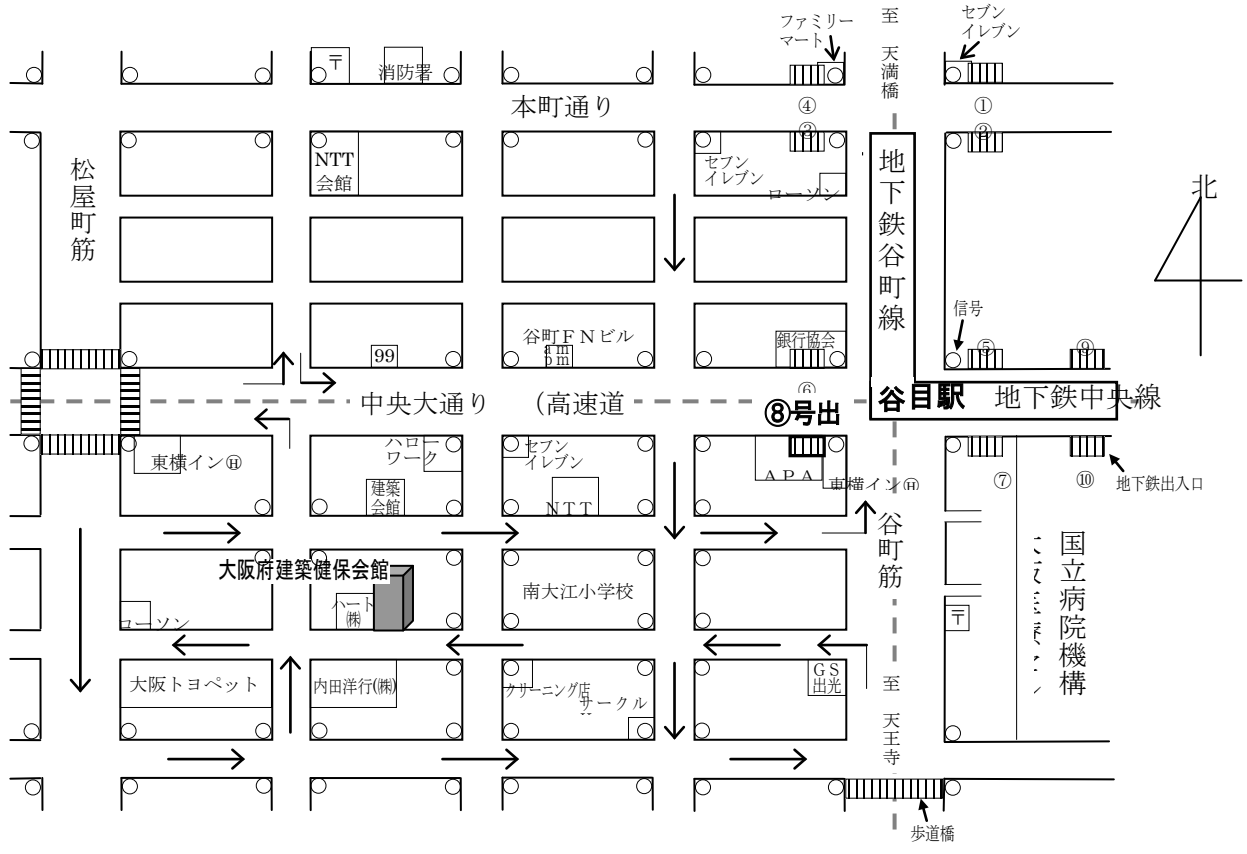 ファミリー
マート
至 天満橋
セブン
イレブン
〒
消防署
本町通り
④
①
③
②
松屋町筋
NTT
会館
セブン
イレブン
ローソン
地下鉄谷町線
北
谷町ＦＮビル
am
pm
99
銀行協会
信号
⑤
⑨
⑥
中央大通り （高速道
⑧号出
谷目駅
地下鉄中央線
東横イン㊐
ハロー
ワーク
建築
会館
セブン
イレブン
NTT
APA
東横イン
⑦
⑩
地下鉄出入口
谷町筋
国立病院機構
大阪府建築健保会館
ハート
㈱
南大江小学校
ローソン
〒
大阪トヨペット
内田洋行㈱
クリーニング店
サークル
GS
出光
至 天王寺
歩道橋